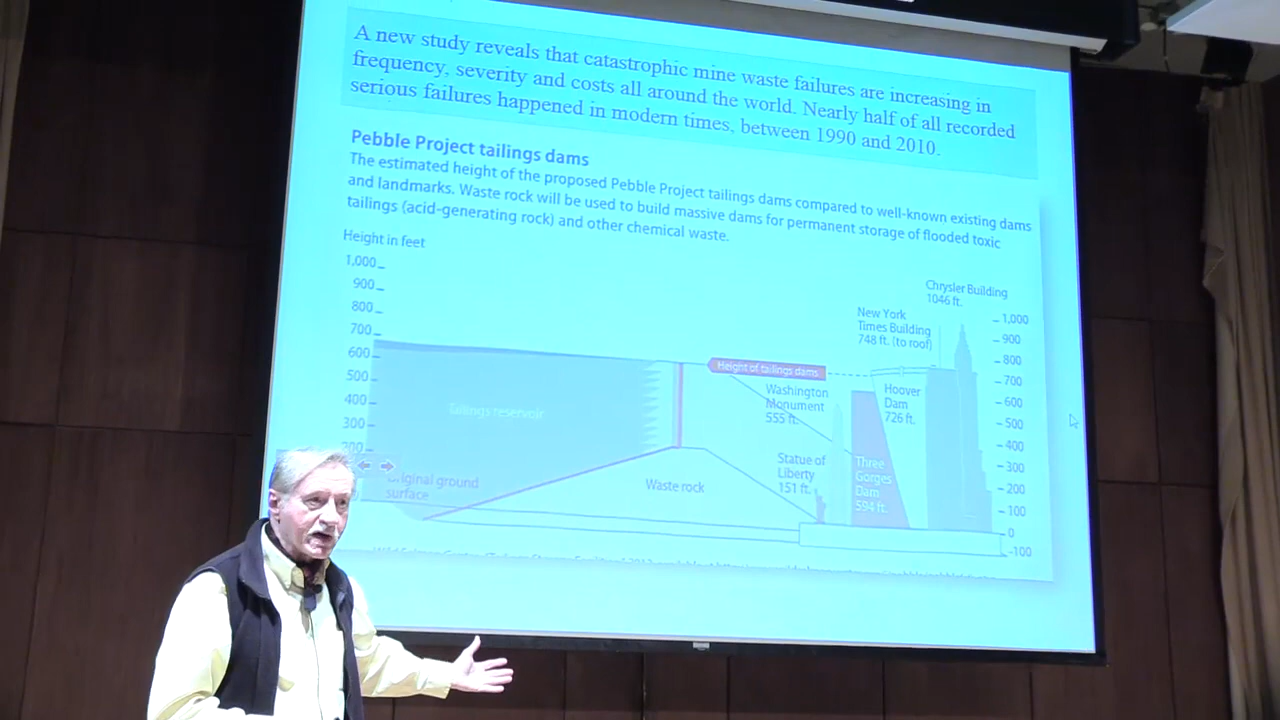 A new study reveals that catastrophic mine waste failures are increasing in
frequency, severity and costs all around the world. Nearly half of all recorded
serious failures happened in modern times, between 1990 and 2010.
Pebble Project tailings dams
The estimated height of the proposed Pebble Project tailings dams compared to well-known existing dams
and landmarks. Waste rock will be used to build massive dams for permanent storage of flooded toxic
tailings (acid-generating rock) and other chemical waste.
Height in feet
1,000
900
800
700
600
500
400
300
200
Tailings reservoir
Original ground
surface
Waste rock
Height of tailings dams
Washington
Monument
555 ft.
Statue of
Liberty
151 ft.
Three
Gorges
Dam
594 ft.
Hoover
Dam
726 ft.
New York
Times Building
748 ft. (to roof)
Chrysler Building
1046 ft.
1,000
900
800
700
600
500
400
300
200
100
0
-100